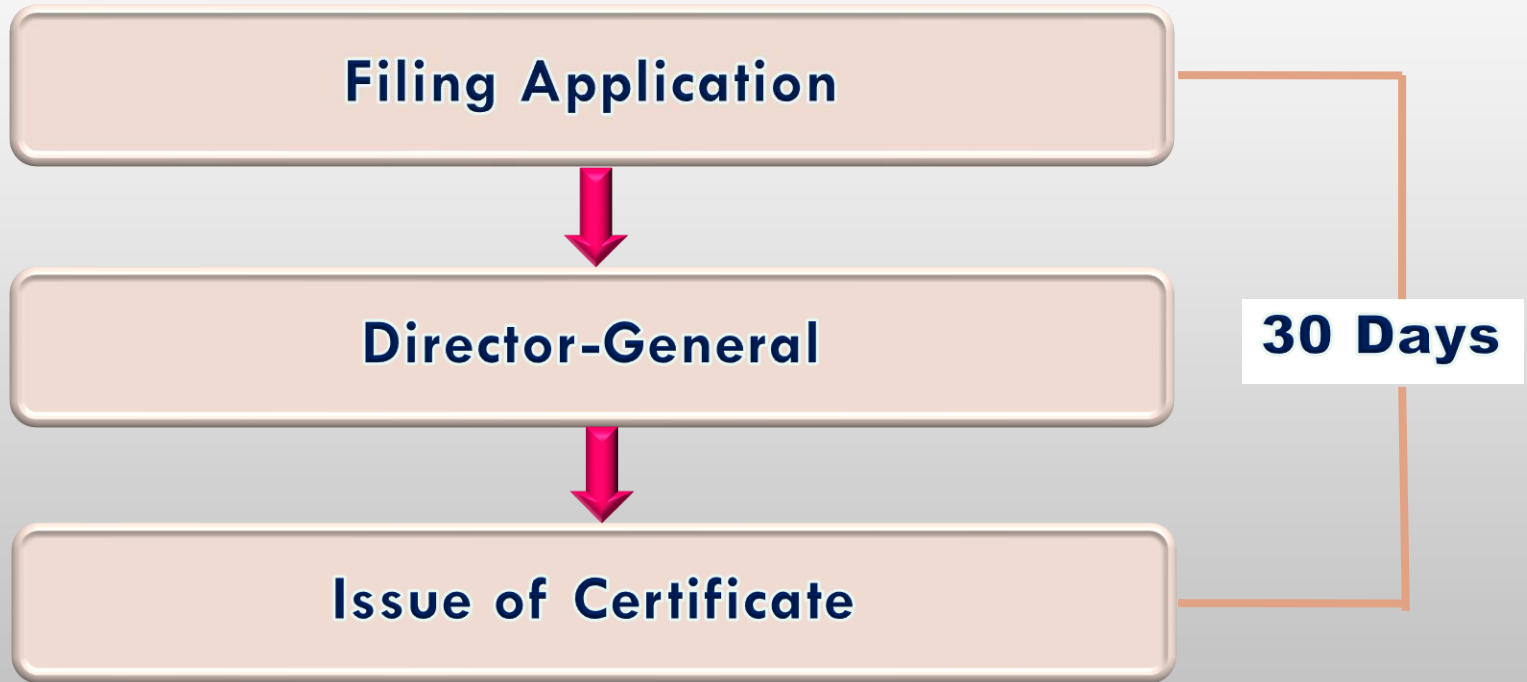 Filing Application
Director-General
30 Days
Issue of Certificate